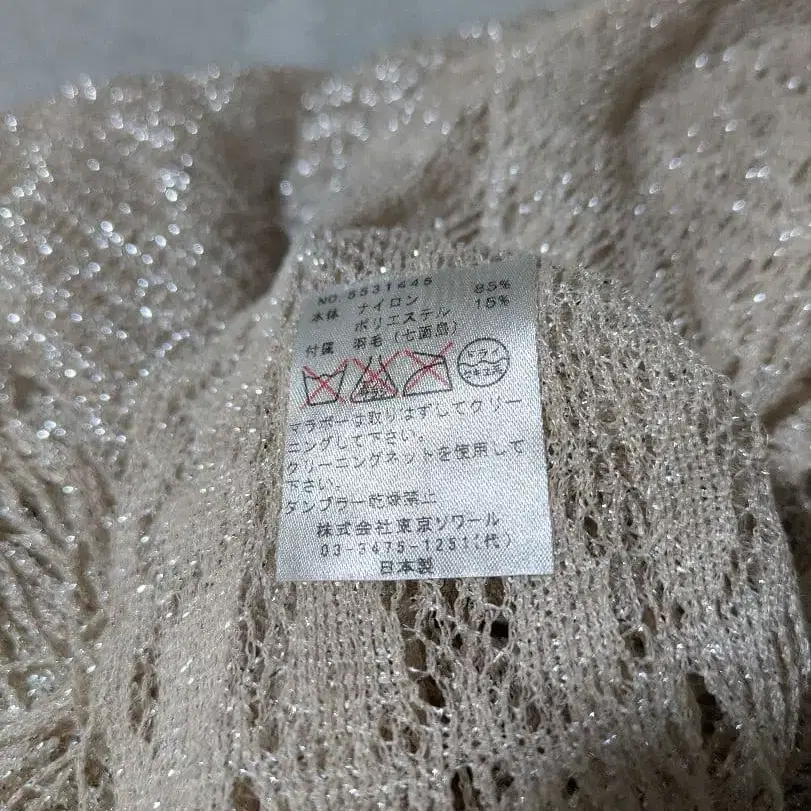 NO.5531445
本体 ナイロン 85%
ポリエステル 15%
付属 羽毛(七面鳥)
ドライ
マラボーは取りはずしてクリー
ニングして下さい。
クリーニングネットを使用して
下さい。
タンブラー乾燥禁止
株式会社東京ソワール
03-3475-1251(代)
日本製